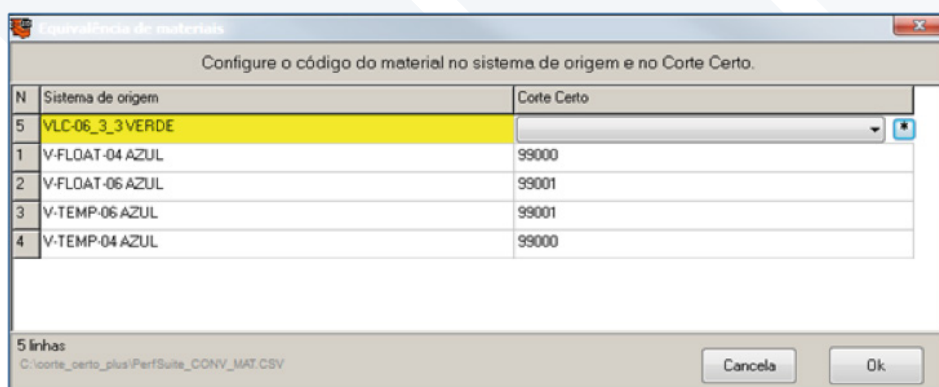 Equivalência de materiais
Configure o código do material no sistema de origem e no Corte Certo.
N Sistema de origem Corte Certo
5 VLC-06_3_3 VERDE *
1 V-FLOAT-04 AZUL 99000
2 V-FLOAT-06 AZUL 99001
3 V-TEMP-06 AZUL 99001
4 V-TEMP-04 AZUL 99000
5 linhas
C:\corte_certo_plus\PerfSuite_CONV_MAT.CSV
Cancela Ok